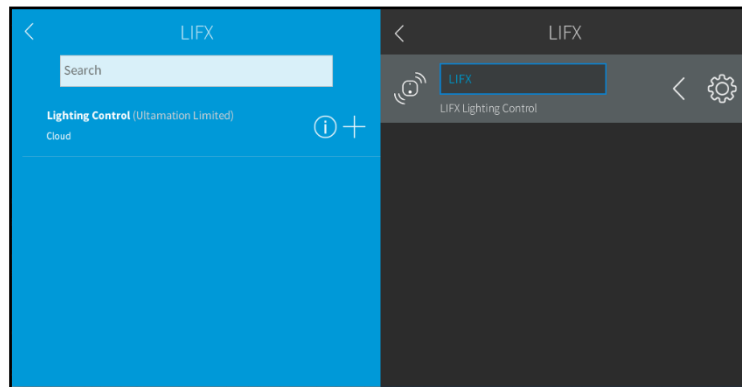 LIFX
Search
Lighting Control (Ultamation Limited)
Cloud
LIFX
LIFX
LIFX Lighting Control